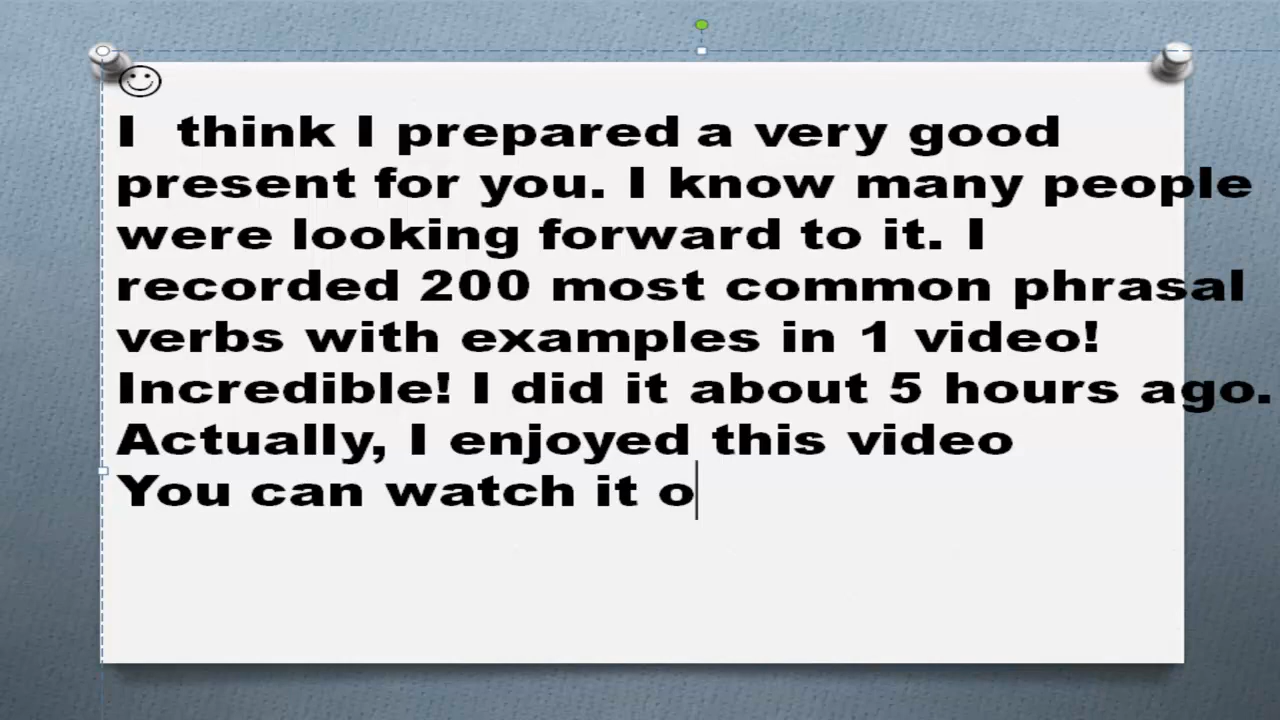 I think I prepared a very good
present for you. I know many people
were looking forward to it. I
recorded 200 most common phrasal
verbs with examples in 1 video!
Incredible! I did it about 5 hours ago.
Actually, I enjoyed this video
You can watch it o